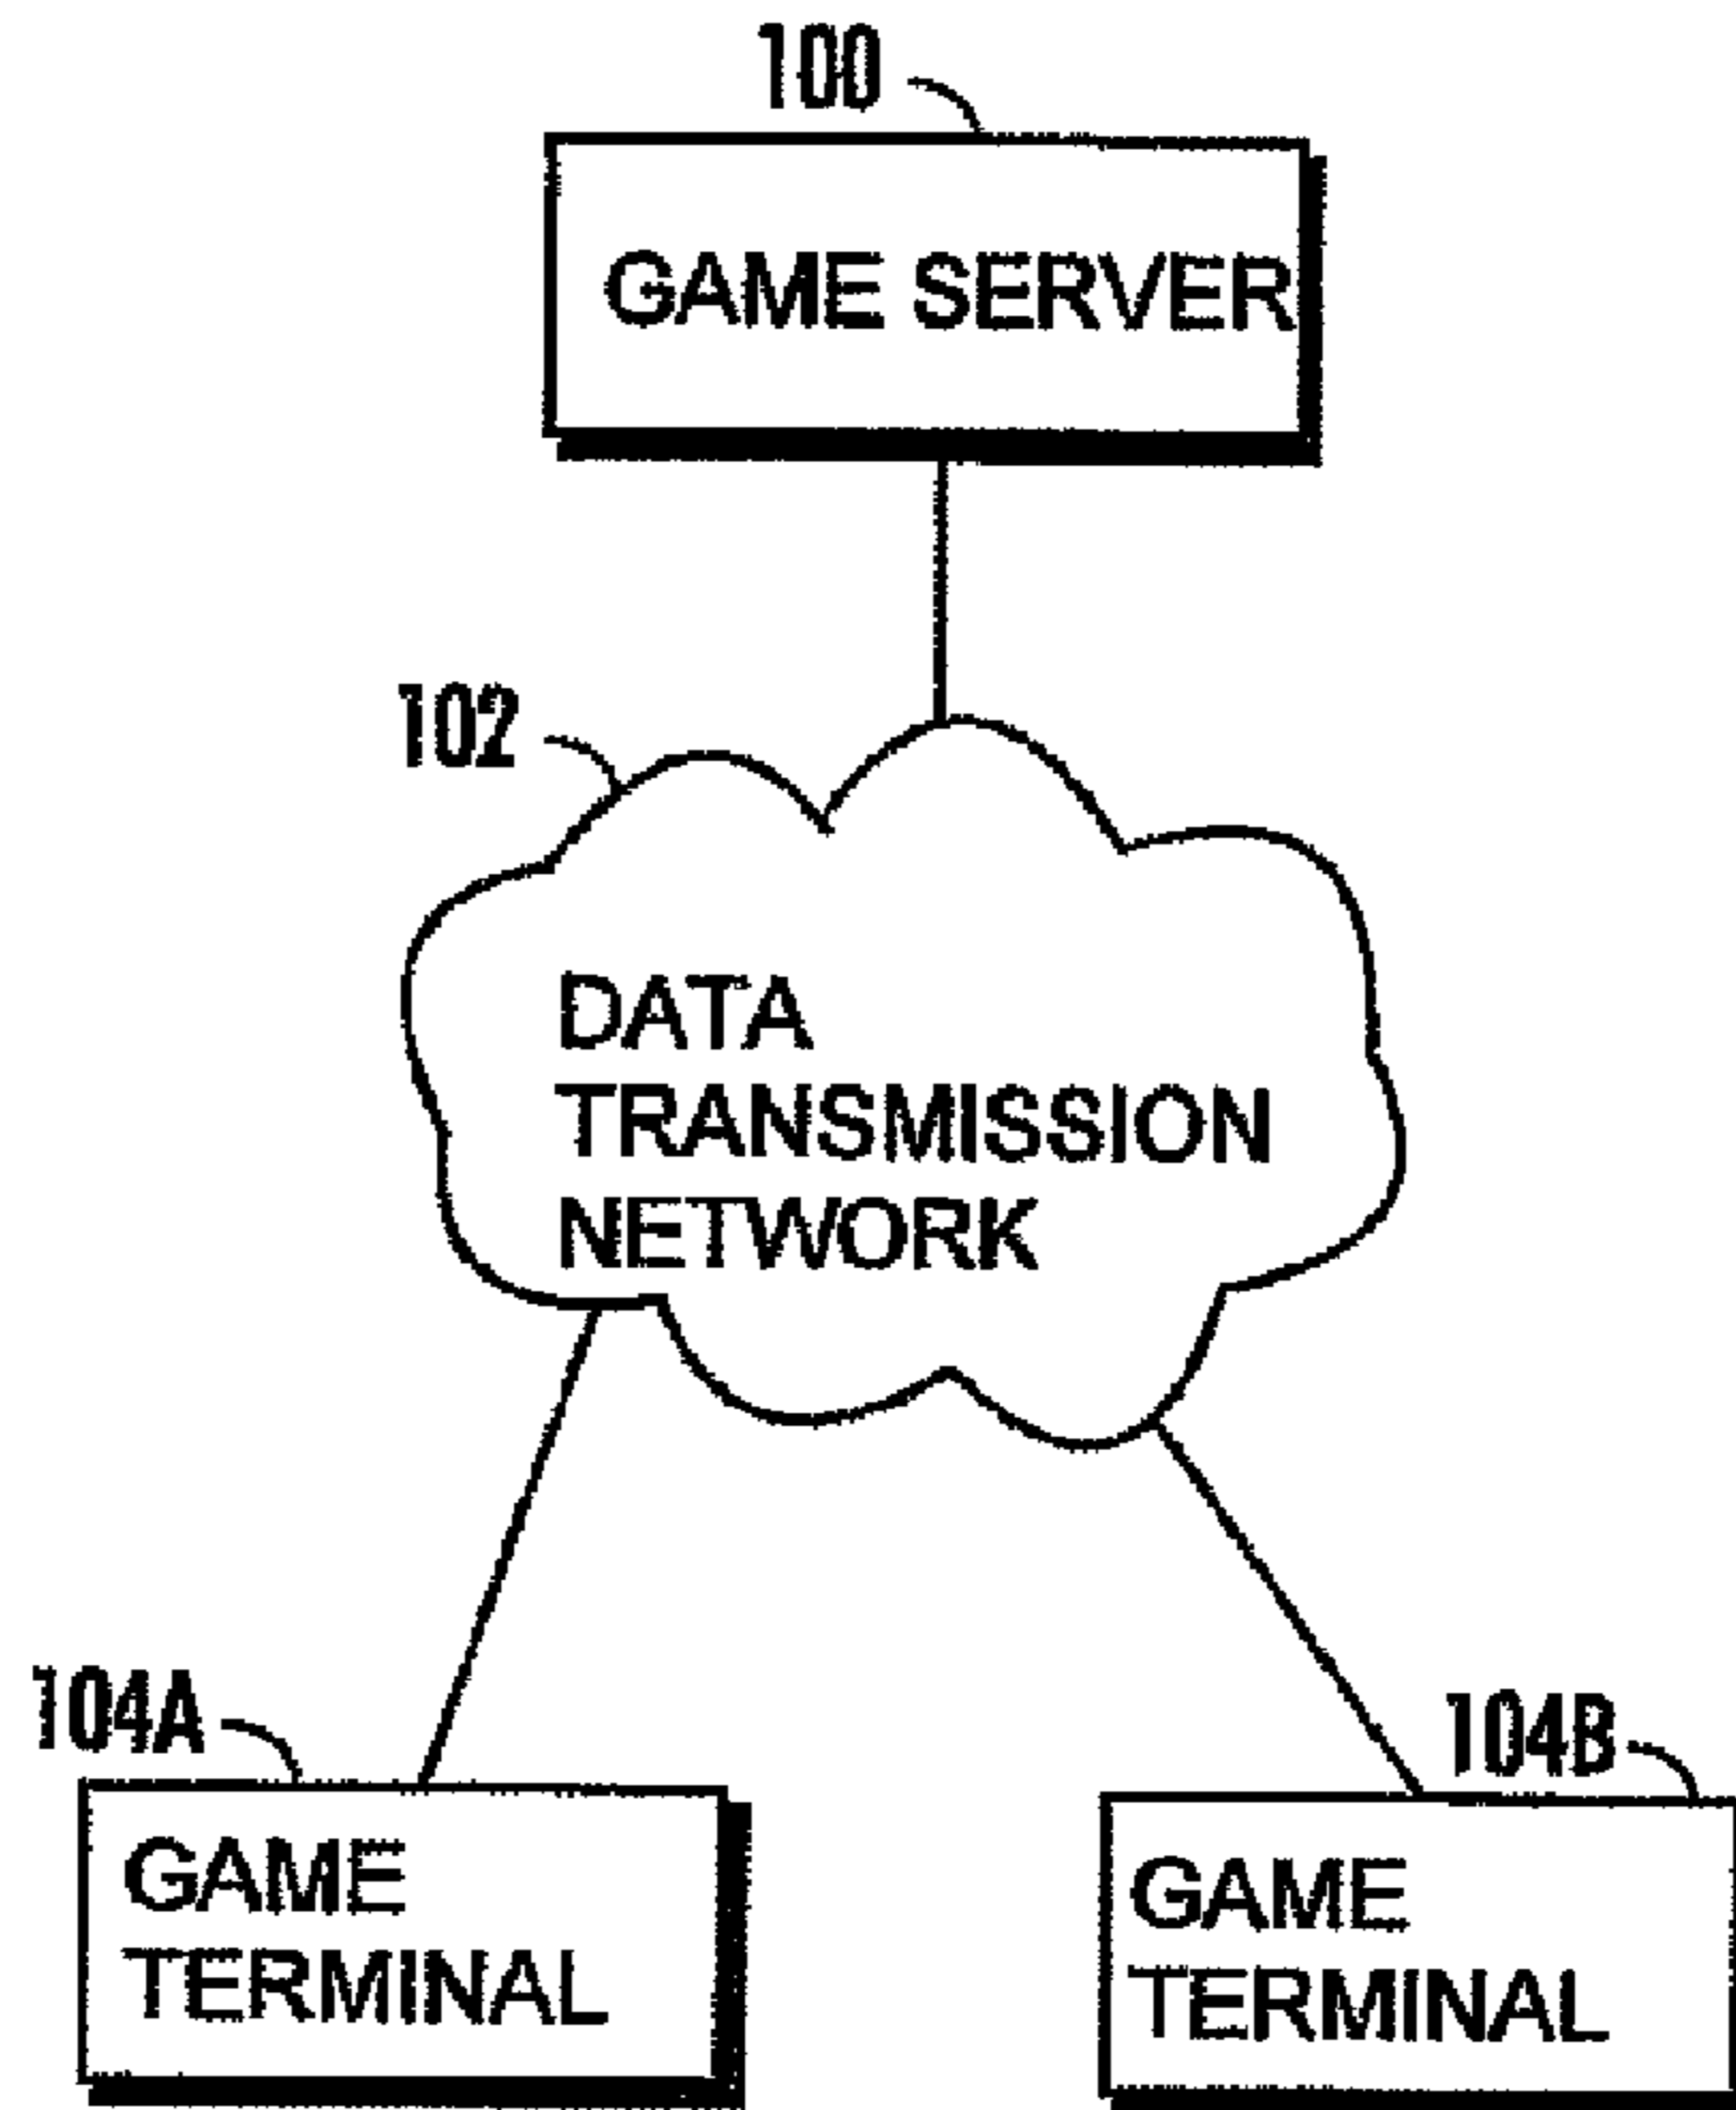 100
GAME SERVER
102
DATA
TRANSMISSION
NETWORK
104A
GAME
TERMINAL
104B
GAME
TERMINAL